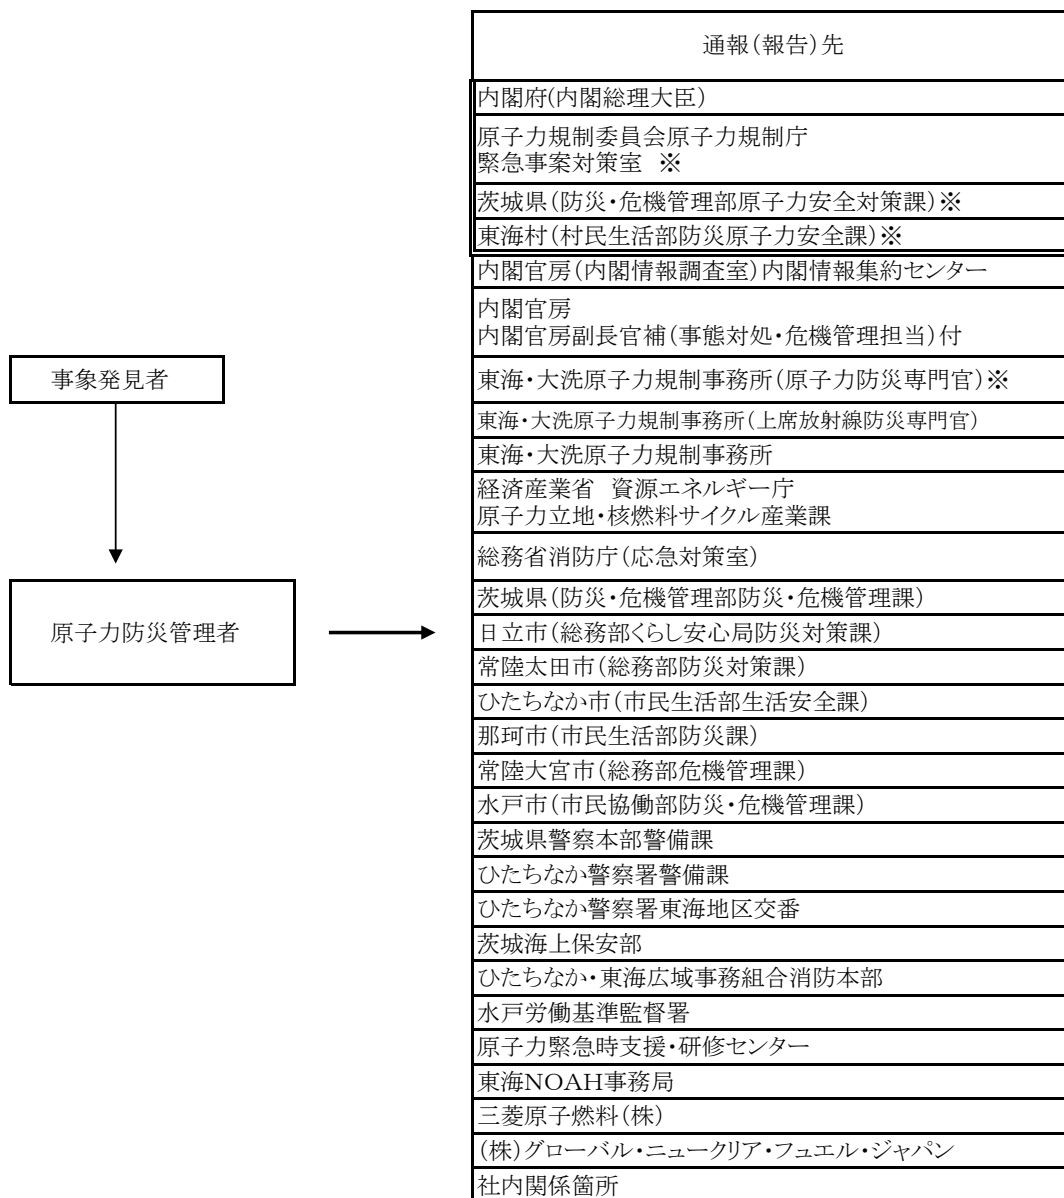 通報(報告)先
内閣府(内閣総理大臣)
原子力規制委員会原子力規制庁
緊急事案対策室 ※
茨城県(防災・危機管理部原子力安全対策課)※
東海村(村民生活部防災原子力安全課)※
内閣官房(内閣情報調査室)内閣情報集約センター
内閣官房
内閣官房副長官補(事態対処・危機管理担当)付
事象発見者
東海・大洗原子力規制事務所(原子力防災専門官)※
東海・大洗原子力規制事務所(上席放射線防災専門官)
東海・大洗原子力規制事務所
経済産業省 資源エネルギー庁
原子力立地・核燃料サイクル産業課
総務省消防庁(応急対策室)
茨城県(防災・危機管理部防災・危機管理課)
原子力防災管理者
日立市(総務部くらし安心局防災対策課)
常陸太田市(総務部防災対策課)
ひたちなか市(市民生活部生活安全課)
那珂市(市民生活部防災課)
常陸大宮市(総務部危機管理課)
水戸市(市民協働部防災・危機管理課)
茨城県警察本部警備課
ひたちなか警察署警備課
ひたちなか警察署東海地区交番
茨城海上保安部
ひたちなか・東海広域事務組合消防本部
水戸労働基準監督署
原子力緊急時支援・研修センター
東海NOAH事務局
三菱原子燃料(株)
(株)グローバル・ニュークリア・フュエル・ジャパン
社内関係箇所